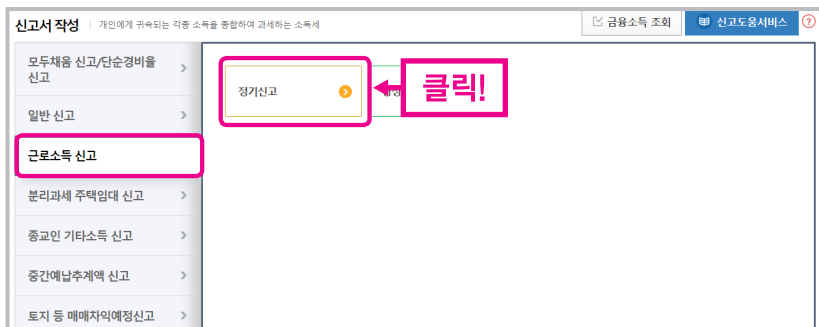 신고서 작성 개인에게 귀속되는 각종 소득을 종합하여 과세하는 소득세
금융소득 조회
신고도움서비스
?
모두채움 신고/단순경비율
신고
일반 신고
근로소득 신고
분리과세 주택임대 신고
종교인 기타소득 신고
중간예납추계액 신고
토지 등 매매차익예정신고
정기신고
클릭!